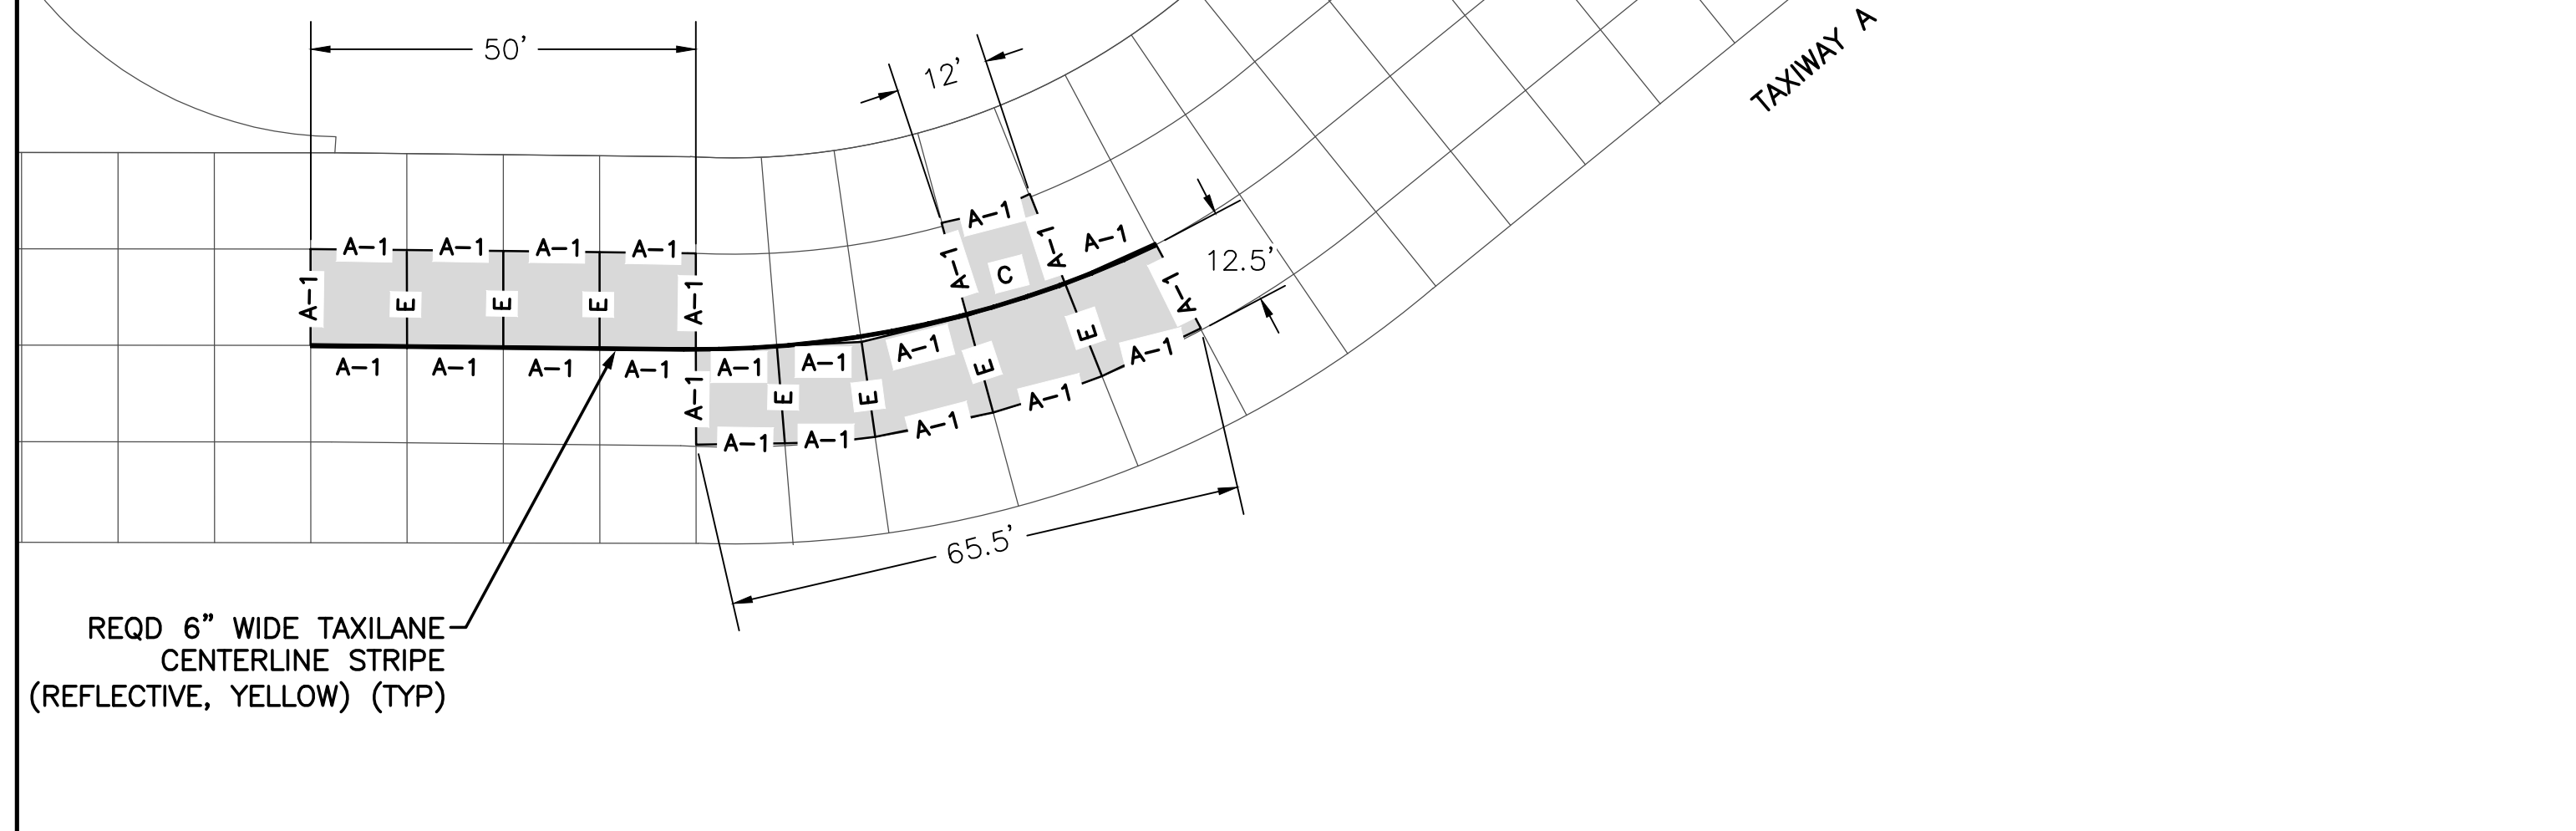 50'
12'
TAXIWAY A
A-1 A-1 A-1 A-1
A-1 E E E A-1
A-1 A-1 A-1 A-1
A-1
A-1 C A-1 A-1
12.5'
A-1 A-1 A-1 A-1
A-1 E E E E
A-1 A-1 A-1 A-1 A-1
65.5'
REQD 6" WIDE TAXILANE
CENTERLINE STRIPE
(REFLECTIVE, YELLOW) (TYP)